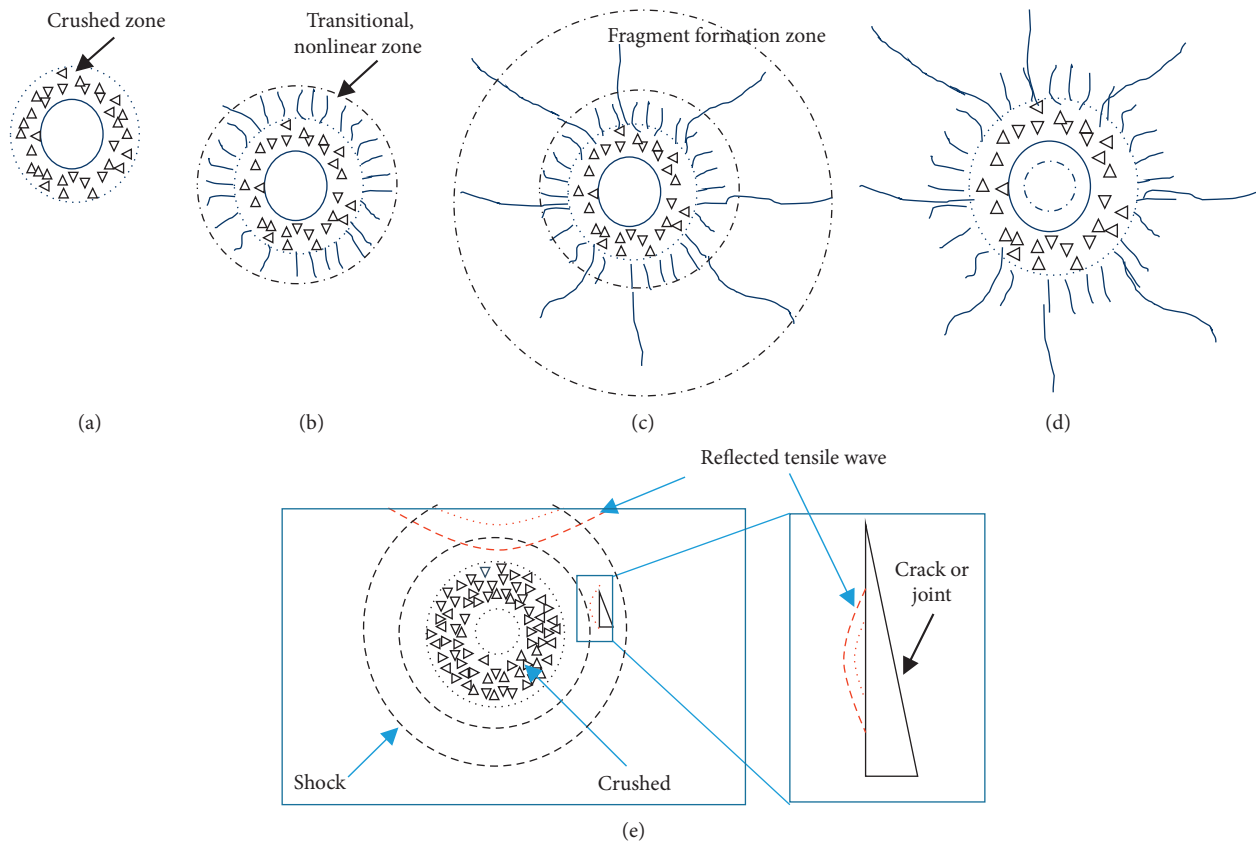 Crushed zone
Transitional,
nonlinear zone
Fragment formation zone
(a)
(b)
(c)
(d)
Reflected tensile wave
Crack or
joint
Shock
Crushed
(e)